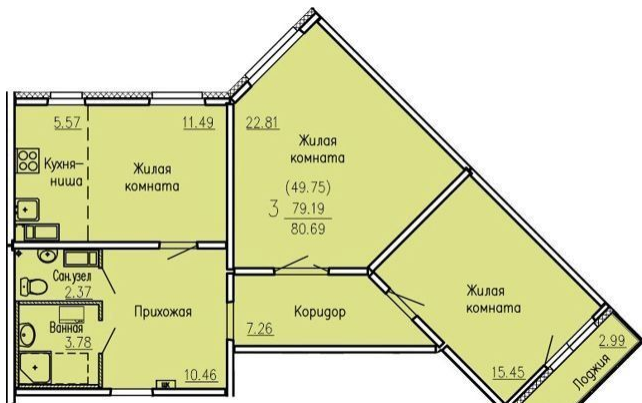 5.57
11.49
22.81
Кухня-
ниша
Жилая
комната
Жилая
комната
(49.75)
3
79.19
80.69
Сан.узел
2.37
Прихожая
Ванная
3.78
10.46
Коридор
7.26
Жилая
комната
15.45
2.99
Лоджия